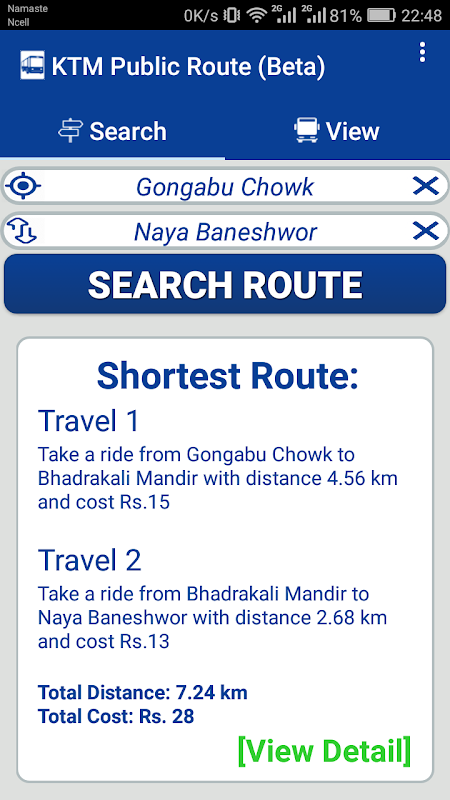 Namaste
Ncell
0K/s 2G 2G 81% 22:48
KTM Public Route (Beta)
Search View
Gongabu Chowk
Naya Baneshwor
SEARCH ROUTE
Shortest Route:
Travel 1
Take a ride from Gongabu Chowk to
Bhadrakali Mandir with distance 4.56 km
and cost Rs.15
Travel 2
Take a ride from Bhadrakali Mandir to
Naya Baneshwor with distance 2.68 km
and cost Rs.13
Total Distance: 7.24 km
Total Cost: Rs. 28
[View Detail]